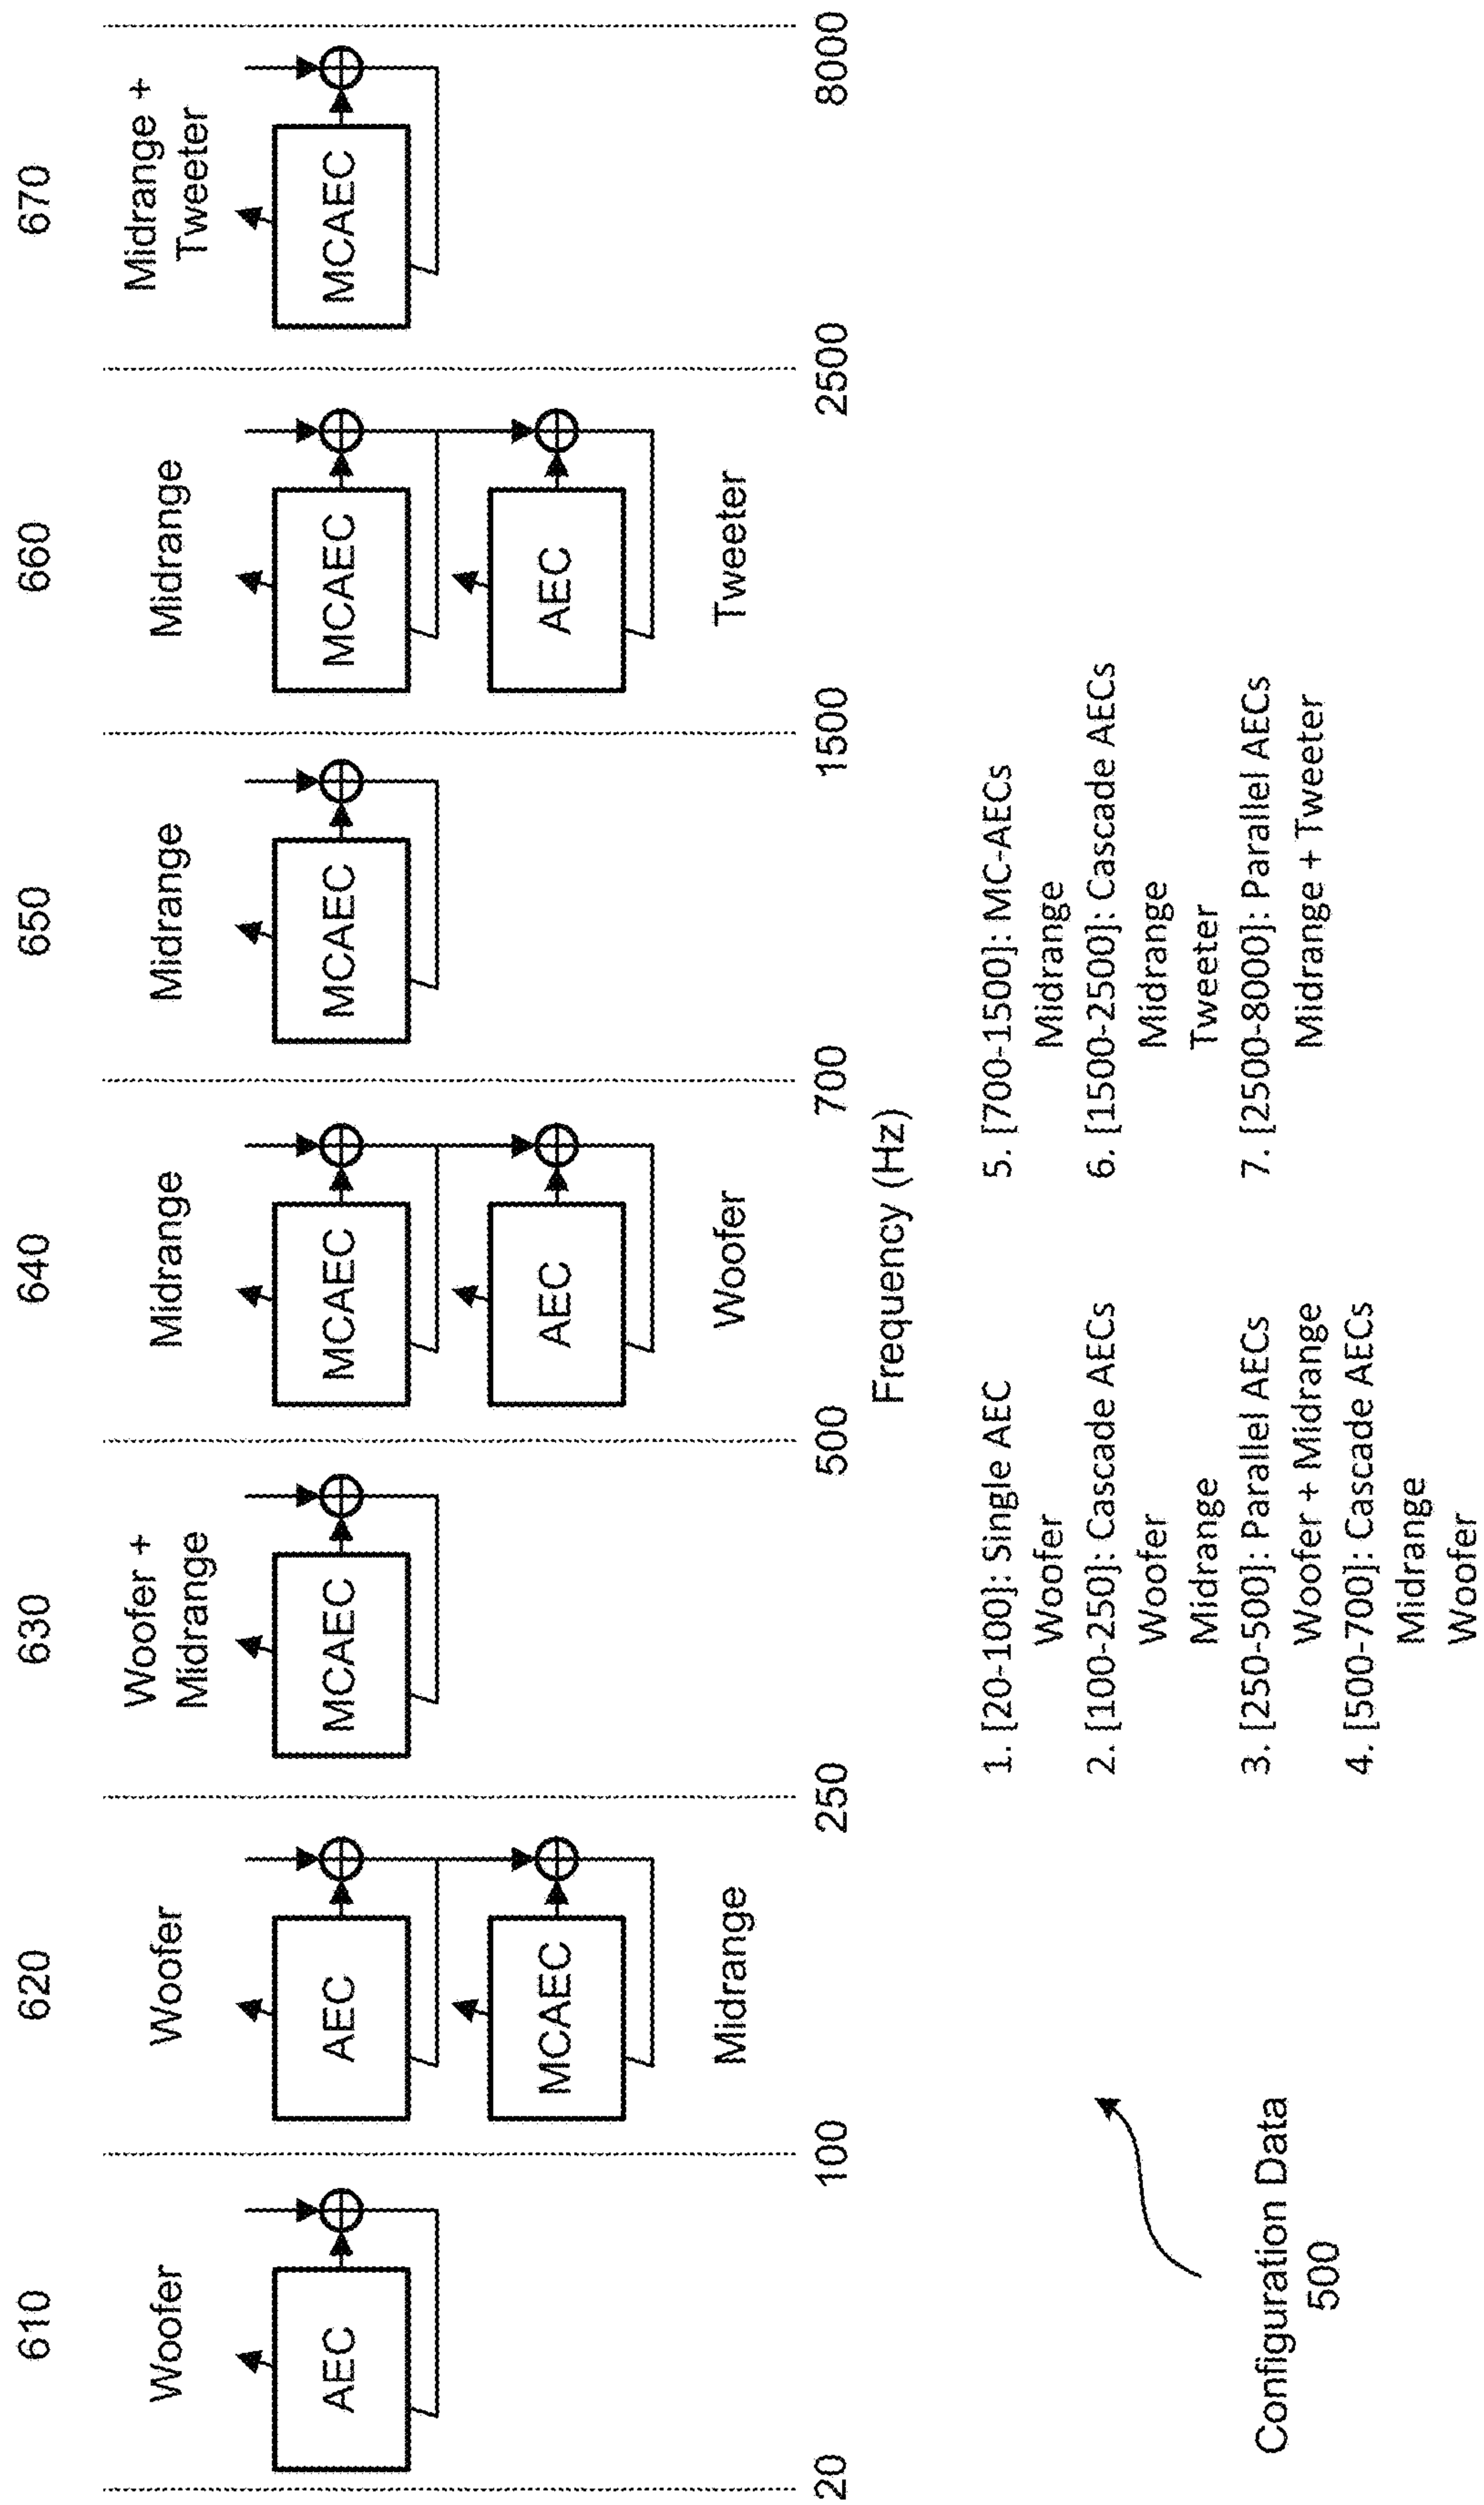 610
620
630
640
650
660
670
Woofer
Woofer
Woofer +
Midrange
Midrange
Midrange
Midrange
Midrange +
Tweeter
AEC
AEC
MCAEC
MCAEC
MCAEC
MCAEC
MCAEC
MCAEC
AEC
AEC
Midrange
Woofer
Tweeter
20
100
250
500
700
1500
2500
8000
Frequency (Hz)
Configuration Data
500
1. [20-100]: Single AEC
Woofer
2. [100-250]: Cascade AECs
Woofer
Midrange
3. [250-500]: Parallel AECs
Woofer + Midrange
4. [500-700]: Cascade AECs
Midrange
Woofer
5. [700-1500]: MC-AECs
Midrange
6. [1500-2500]: Cascade AECs
Midrange
Tweeter
7. [2500-8000]: Parallel AECs
Midrange + Tweeter